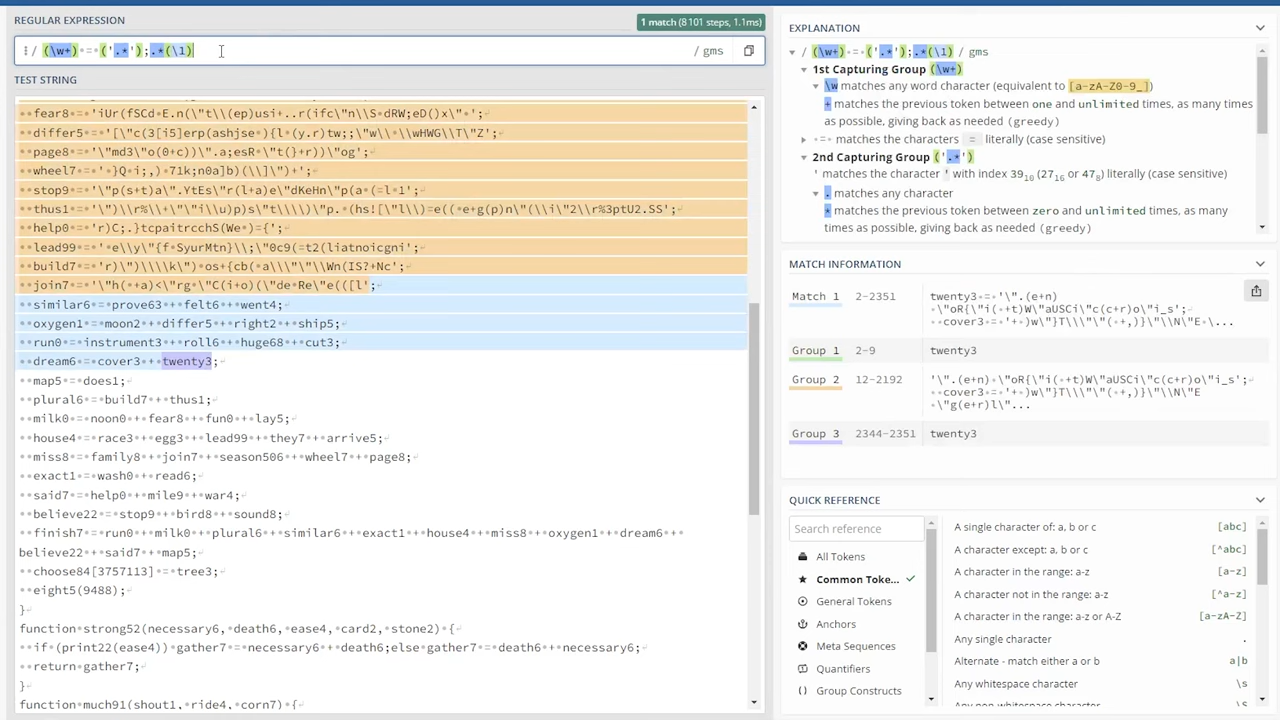 REGULAR EXPRESSION
1 match (8101 steps, 1.1ms)
/ (\w+) = ('.*');.*(\1)
/ gms
TEST STRING
fear8 = 'iUr(fSCd•E.n(\"t\\(ep)usi+..r(ifc\"n\\S•dRW;eD()x\"•';
differ5 = '[\"c(3[i5]erp(ashjse•){l•(y.r)tw;;\"w\\•\\wHWG\\T\"Z';
page8 = '\"md3\"o(0+c))\".a;esR•\"t(}+r))\"og';
wheel7 = '•}Q•i;,)•71k;n0a]b)(\\]\")+';
stop9 = '\"p(s+t)a\".YtEs\"r(l+a)e\"dKeHn\"p(a•(=l•1';
thus1 = '\")\\r%\\+\"\"i\\u)p)s\"t\\\\)\"p.•(hs![\"l\\)=e((•e+g(p)n\"(\\i\"2\\r%3ptU2.SS';
help0 = 'r)C;.}tcpaitrcchS(We•)={';
lead99 = '•e\\y\"{f•SyurMtn}\\;\"0c9(=t2(liatnoicgni';
build7 = 'r)\")\\\\k\")•os+{cb(•a\\\"\"\\Wn(IS?+Nc';
join7 = '\"h(•+a)<\"rg•\"C(i+o)(\"de•Re\"e(([l';
similar6 = prove63 + felt6 + went4;
oxygen1 = moon2 + differ5 + right2 + ship5;
run0 = instrument3 + roll6 + huge68 + cut3;
dream6 = cover3 + twenty3;
map5 = does1;
plural6 = build7 + thus1;
milk0 = noon0 + fear8 + fun0 + lay5;
house4 = race3 + egg3 + lead99 + they7 + arrive5;
miss8 = family8 + join7 + season506 + wheel7 + page8;
exact1 = wash0 + read6;
said7 = help0 + mile9 + war4;
believe22 = stop9 + bird8 + sound8;
finish7 = run0 + milk0 + plural6 + similar6 + exact1 + house4 + miss8 + oxygen1 + dream6 +
believe22 + said7 + map5;
choose84[3757113] = tree3;
eight5(9488);
}
function strong52(necessary6, death6, ease4, card2, stone2) {
if (print22(ease4)) gather7 = necessary6 + death6;else gather7 = death6 + necessary6;
return gather7;
}
function much91(shout1, ride4, corn7) {
EXPLANATION
/ (\w+) = ('.*');.*(\1) / gms
1st Capturing Group (\w+)
\w matches any word character (equivalent to [a-zA-Z0-9_])
+ matches the previous token between one and unlimited times, as many
times as possible, giving back as needed (greedy)
= matches the characters = literally (case sensitive)
2nd Capturing Group ('.*')
' matches the character ' with index 39₁₀ (27₁₆ or 47₈) literally (case sensitive)
. matches any character
* matches the previous token between zero and unlimited times, as many
times as possible, giving back as needed (greedy)
MATCH INFORMATION
Match 1 2-2351 twenty3 = '\".(e+n)
\"oR{\"i(•+t)W\"aUSCi\"c(c+r)o\"i_s';
cover3 = '+•)w\"}T\\\"\"(•+,)}\"\\N\"E•\...
Group 1 2-9 twenty3
Group 2 12-2192 '\".(e+n)•\"oR{\"i(•+t)W\"aUSCi\"c(c+r)o\"i_s';
cover3 = '+•)w\"}T\\\"\"(•+,)}\"\\N\"E
\"g(e+r)l\"...
Group 3 2344-2351 twenty3
QUICK REFERENCE
Search reference
All Tokens
Common Toke...
General Tokens
Anchors
Meta Sequences
Quantifiers
Group Constructs
A single character of: a, b or c [abc]
A character except: a, b or c [^abc]
A character in the range: a-z [a-z]
A character not in the range: a-z [^a-z]
A character in the range: a-z or A-Z [a-zA-Z]
Any single character .
Alternate - match either a or b a|b
Any whitespace character \s
Any non-whitespace character \S